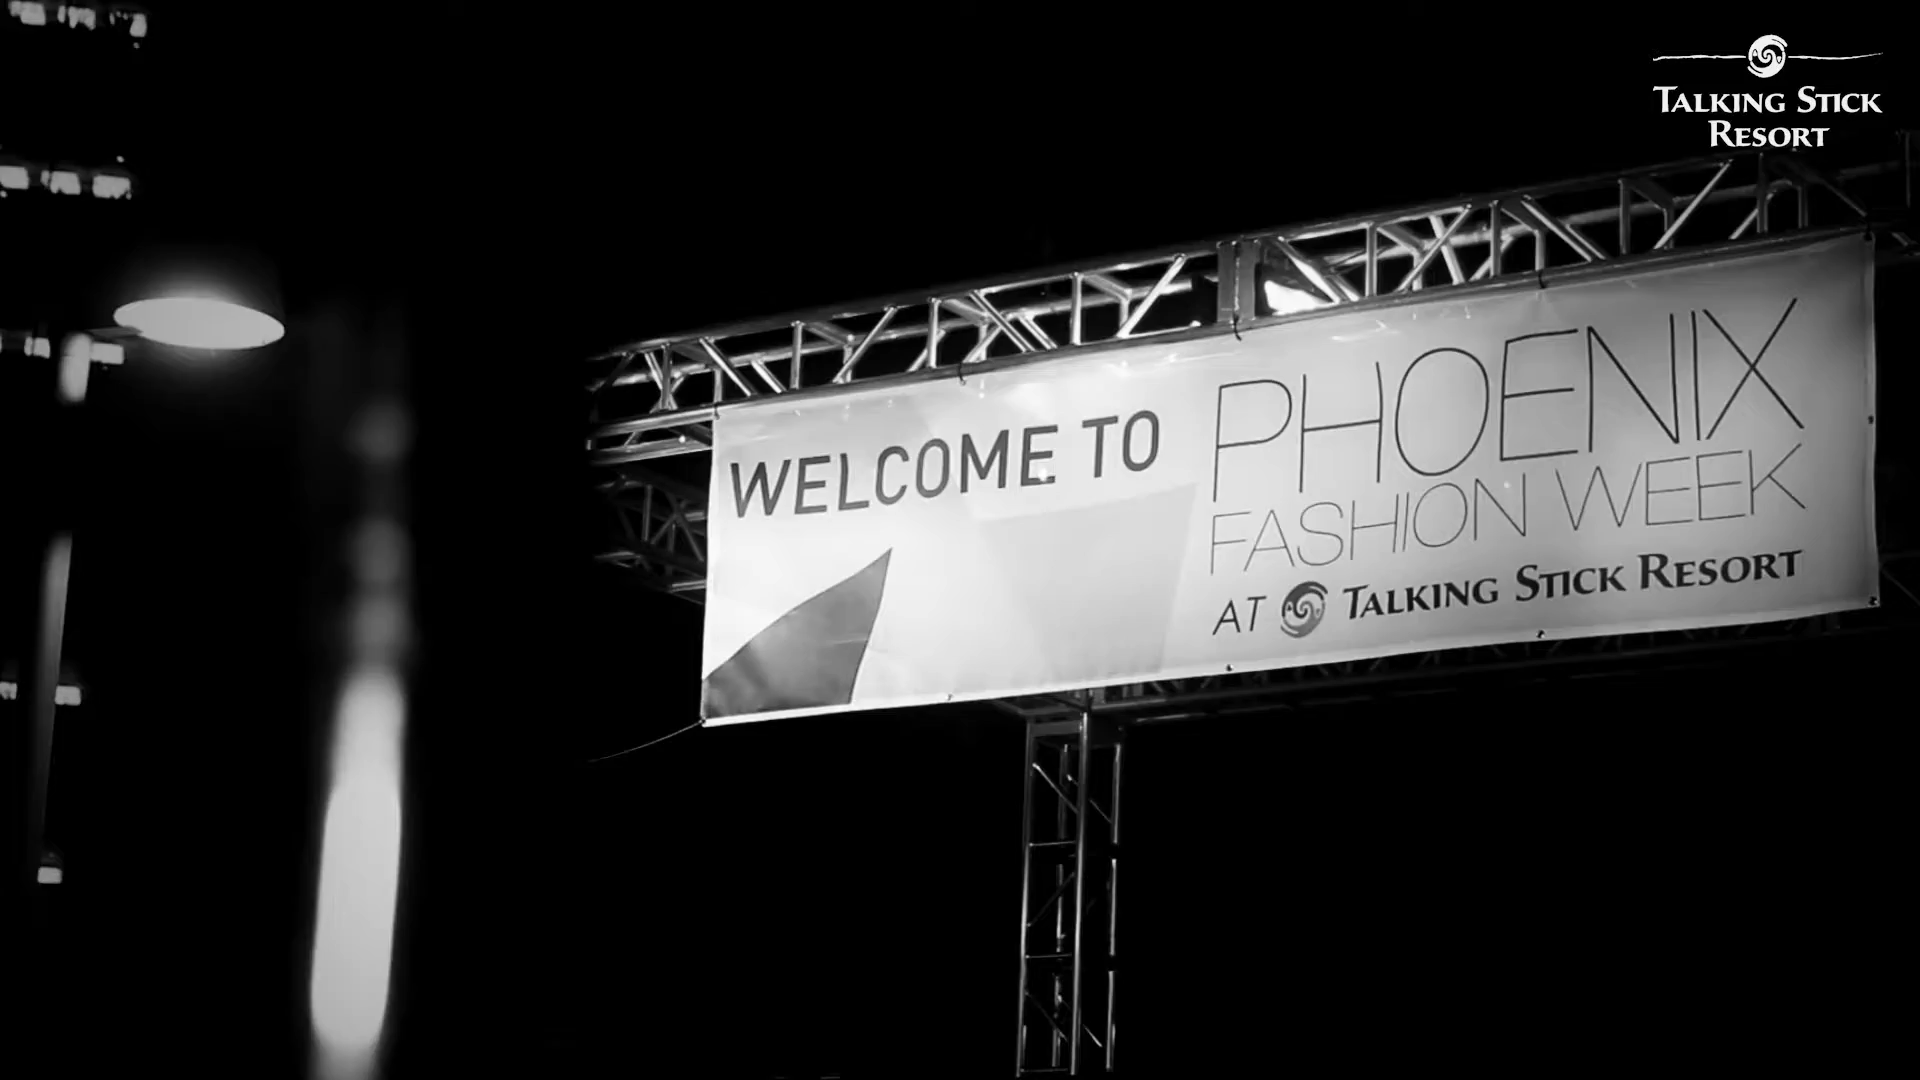 TALKING STICK
RESORT
WELCOME TO
PHOENIX
FASHION WEEK
AT TALKING STICK RESORT